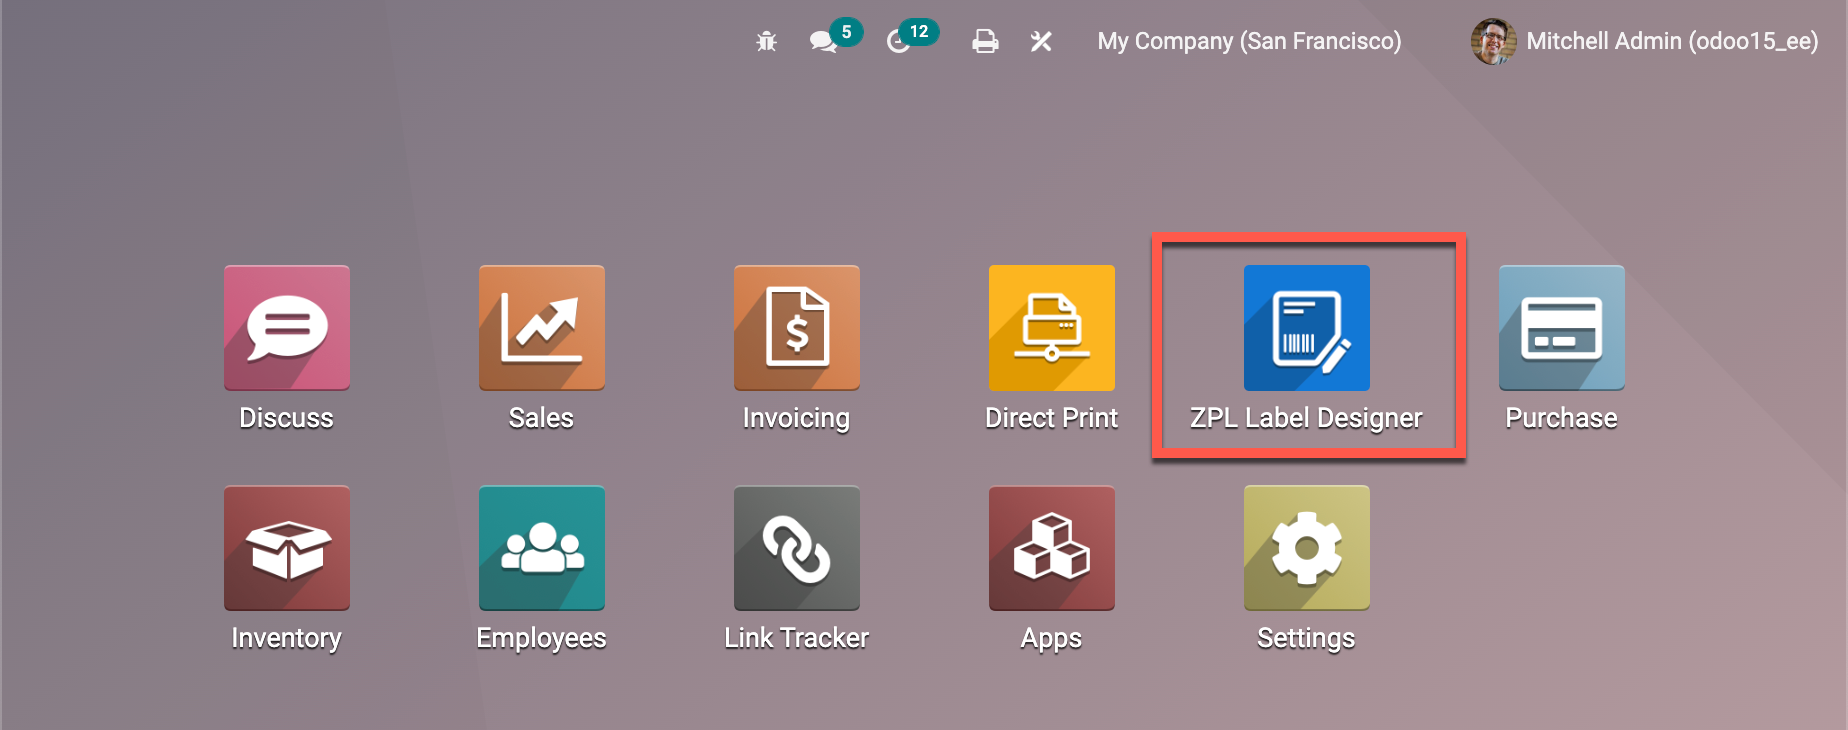 5 12 My Company (San Francisco) Mitchell Admin (odoo15_ee)
Discuss Sales Invoicing Direct Print ZPL Label Designer Purchase
Inventory Employees Link Tracker Apps Settings